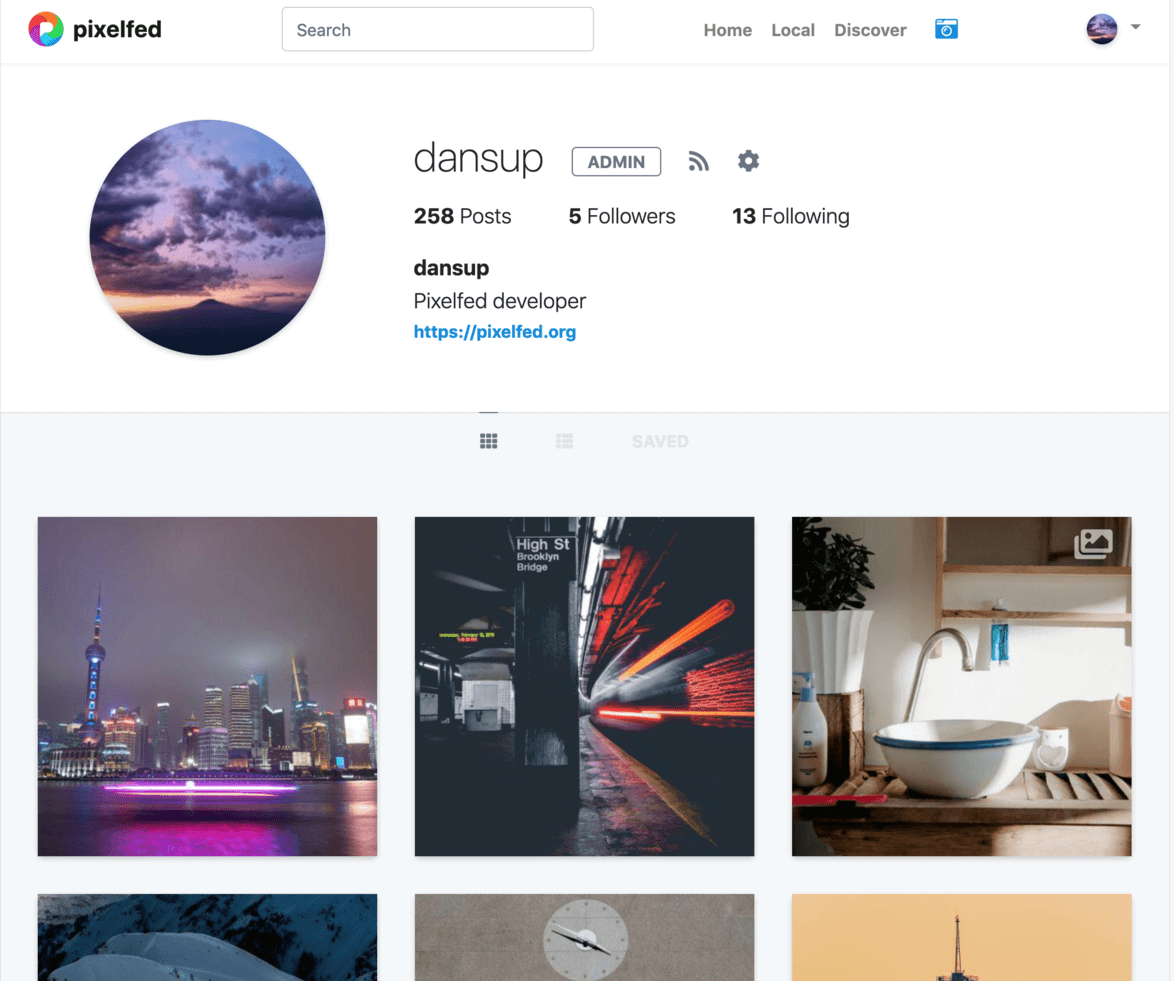 pixelfed
Search
Home Local Discover
dansup ADMIN
258 Posts 5 Followers 13 Following
dansup
Pixelfed developer
https://pixelfed.org
SAVED
High St
Brooklyn
Bridge